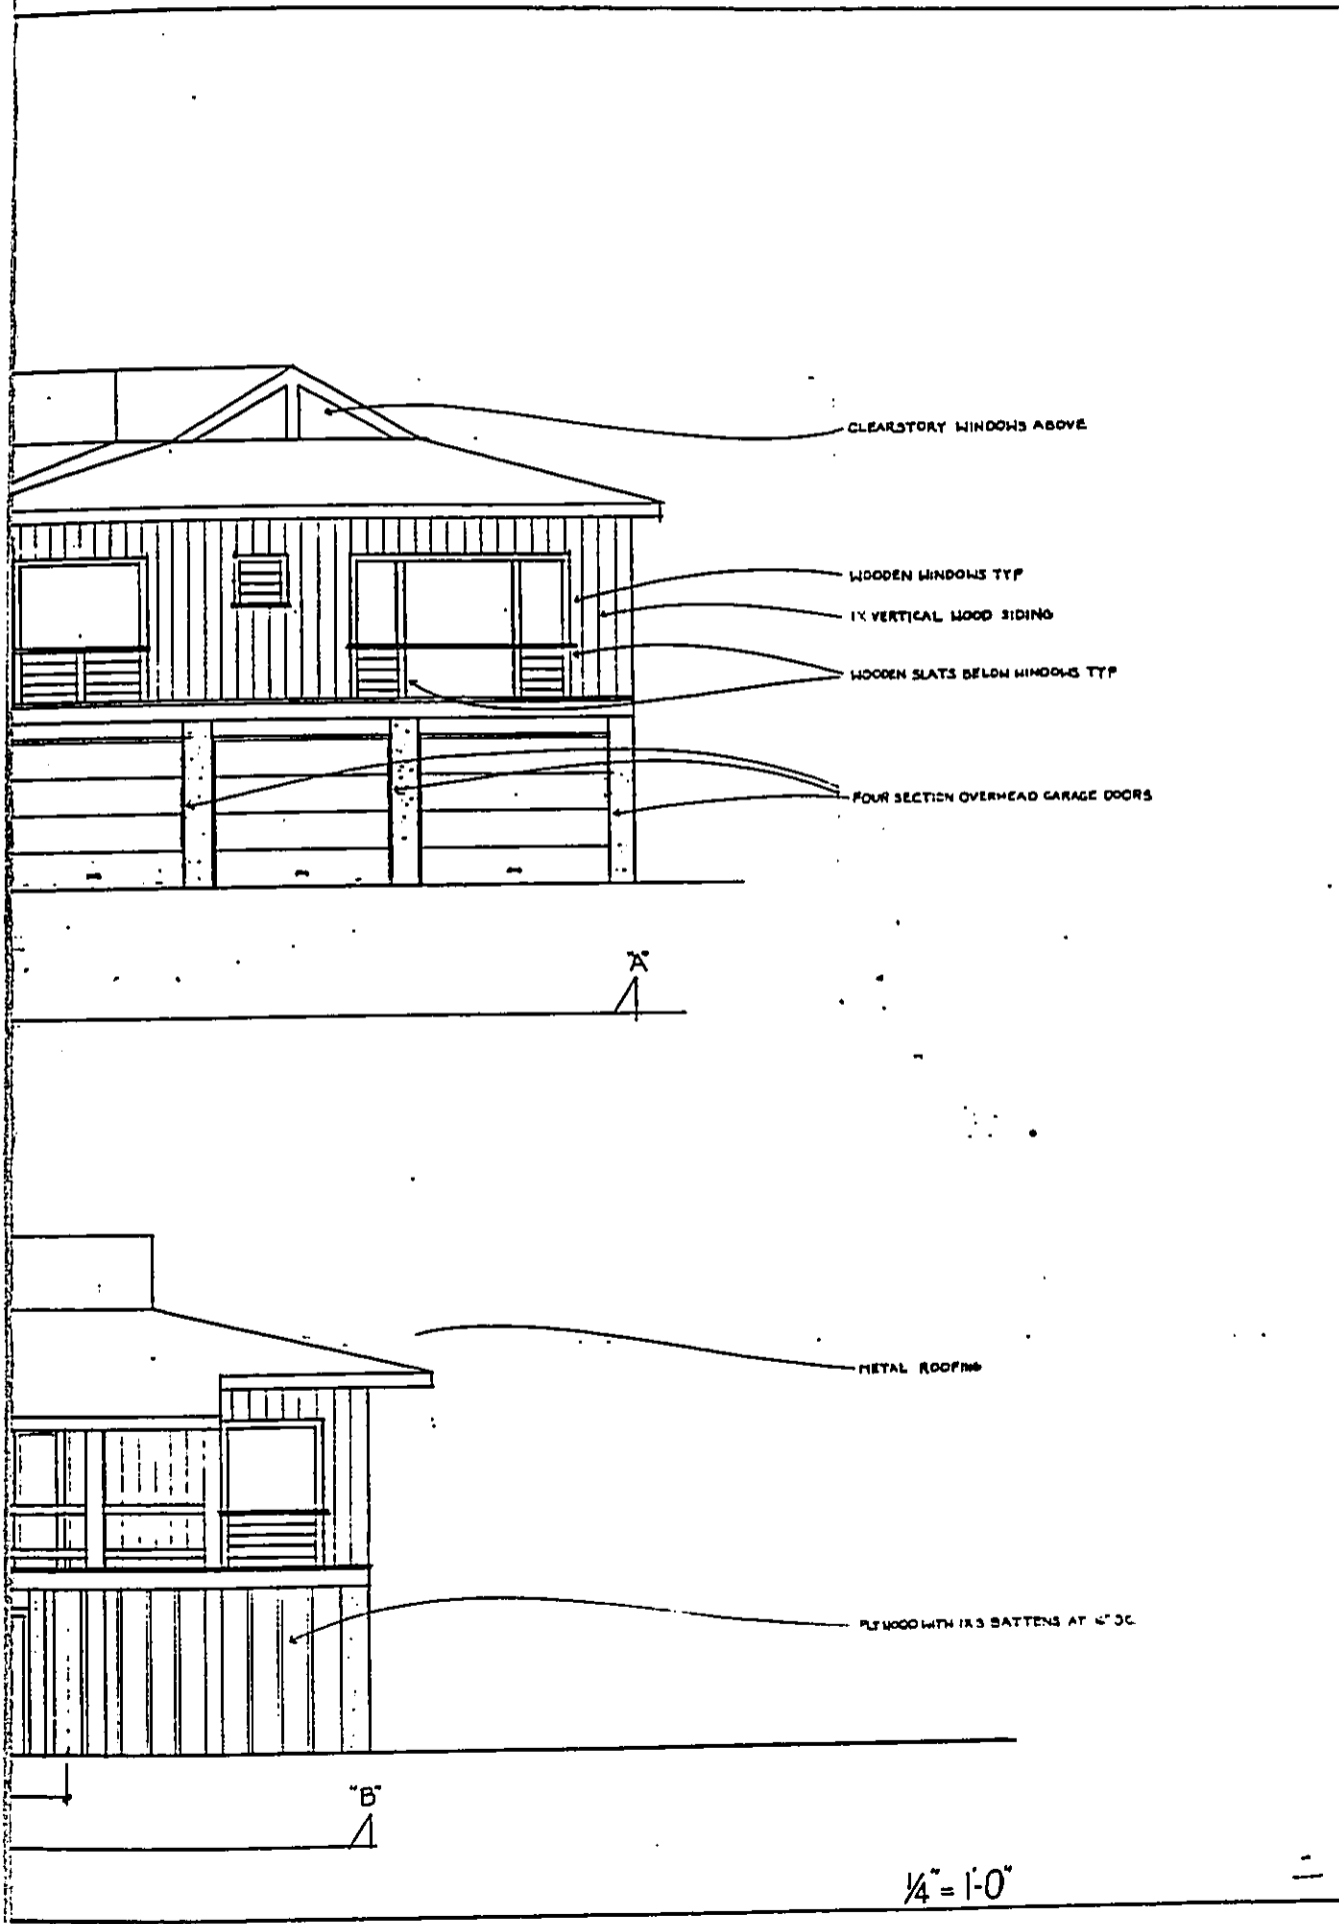 CLEARSTORY WINDOWS ABOVE
WOODEN WINDOWS TYP
1X VERTICAL WOOD SIDING
WOODEN SLATS BELOW WINDOWS TYP
FOUR SECTION OVERHEAD GARAGE DOORS
"A"
METAL ROOFING
PLYWOOD WITH 1X3 BATTENS AT
"B"
1/4" = 1'-0"